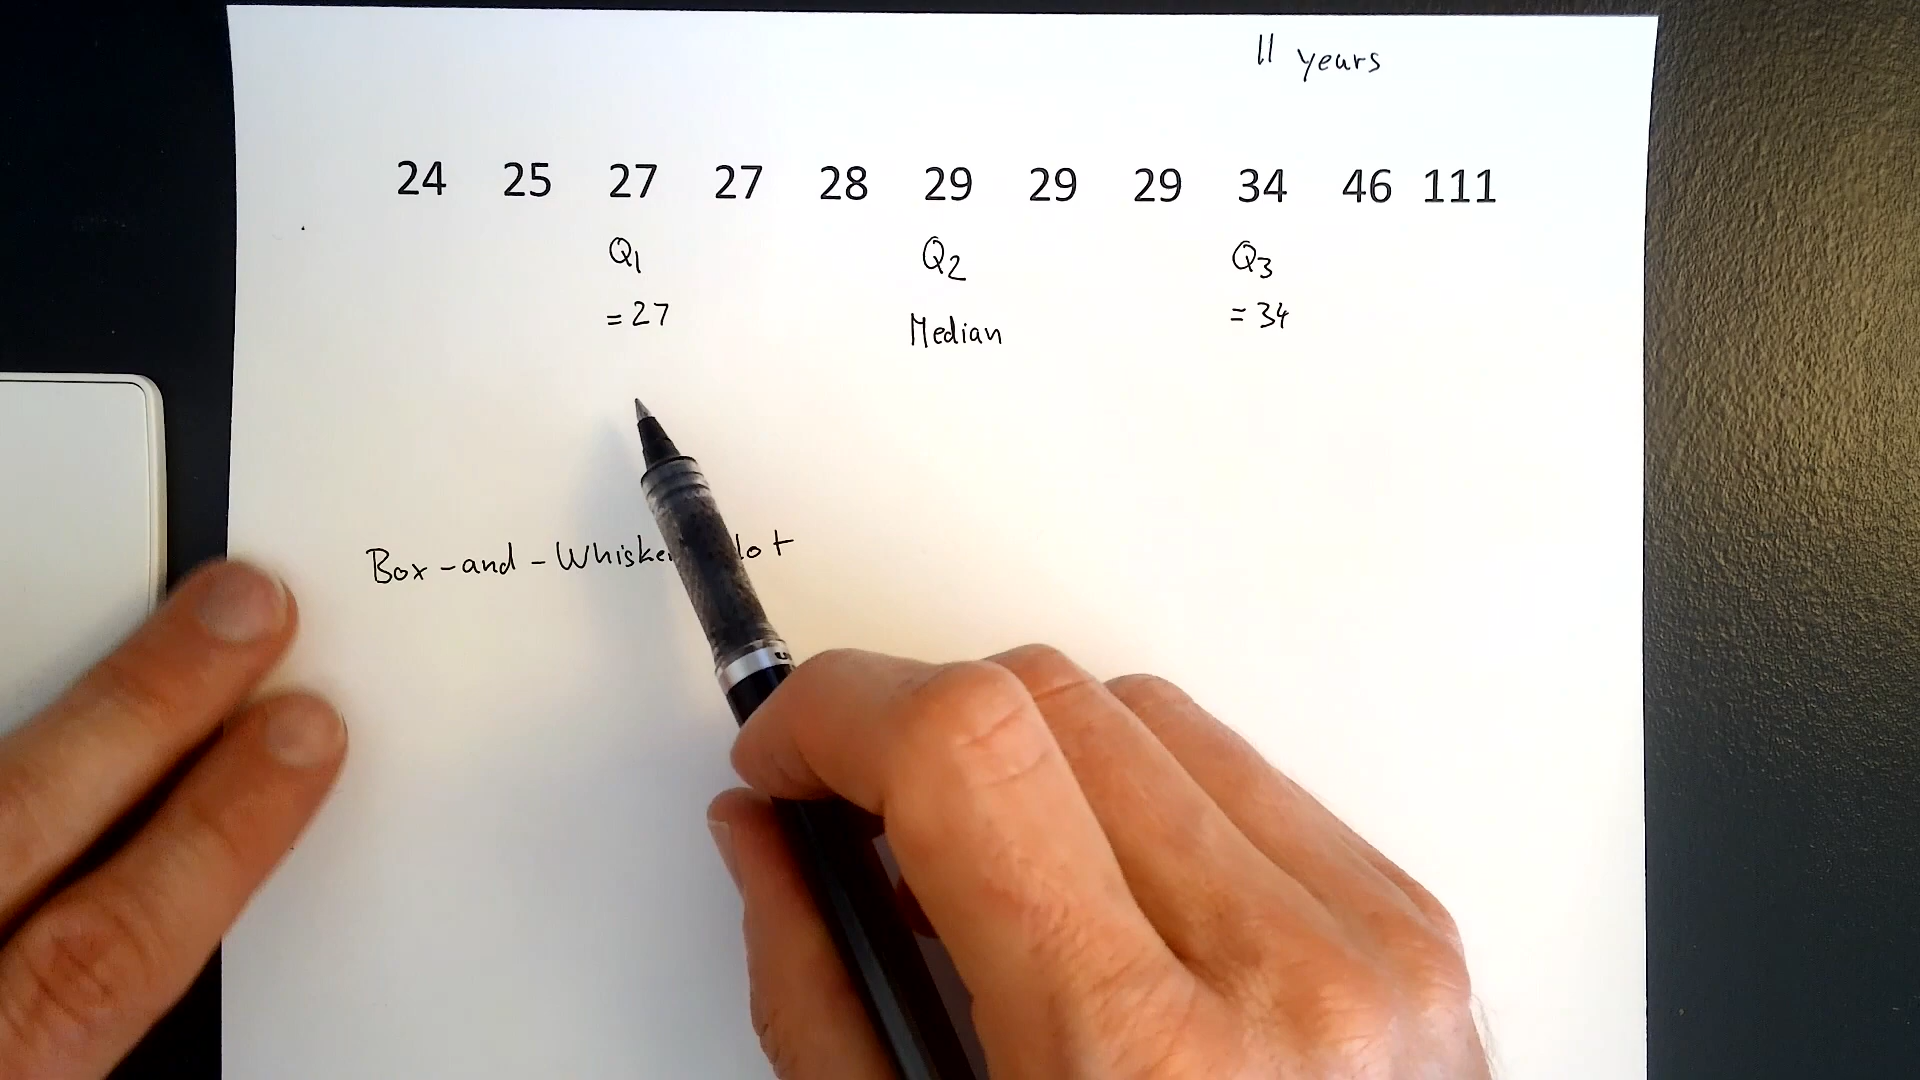 11 years
24 25 27 27 28 29 29 29 34 46 111
Q1 Q2 Q3
=27 Median = 34
Box-and-Whisker